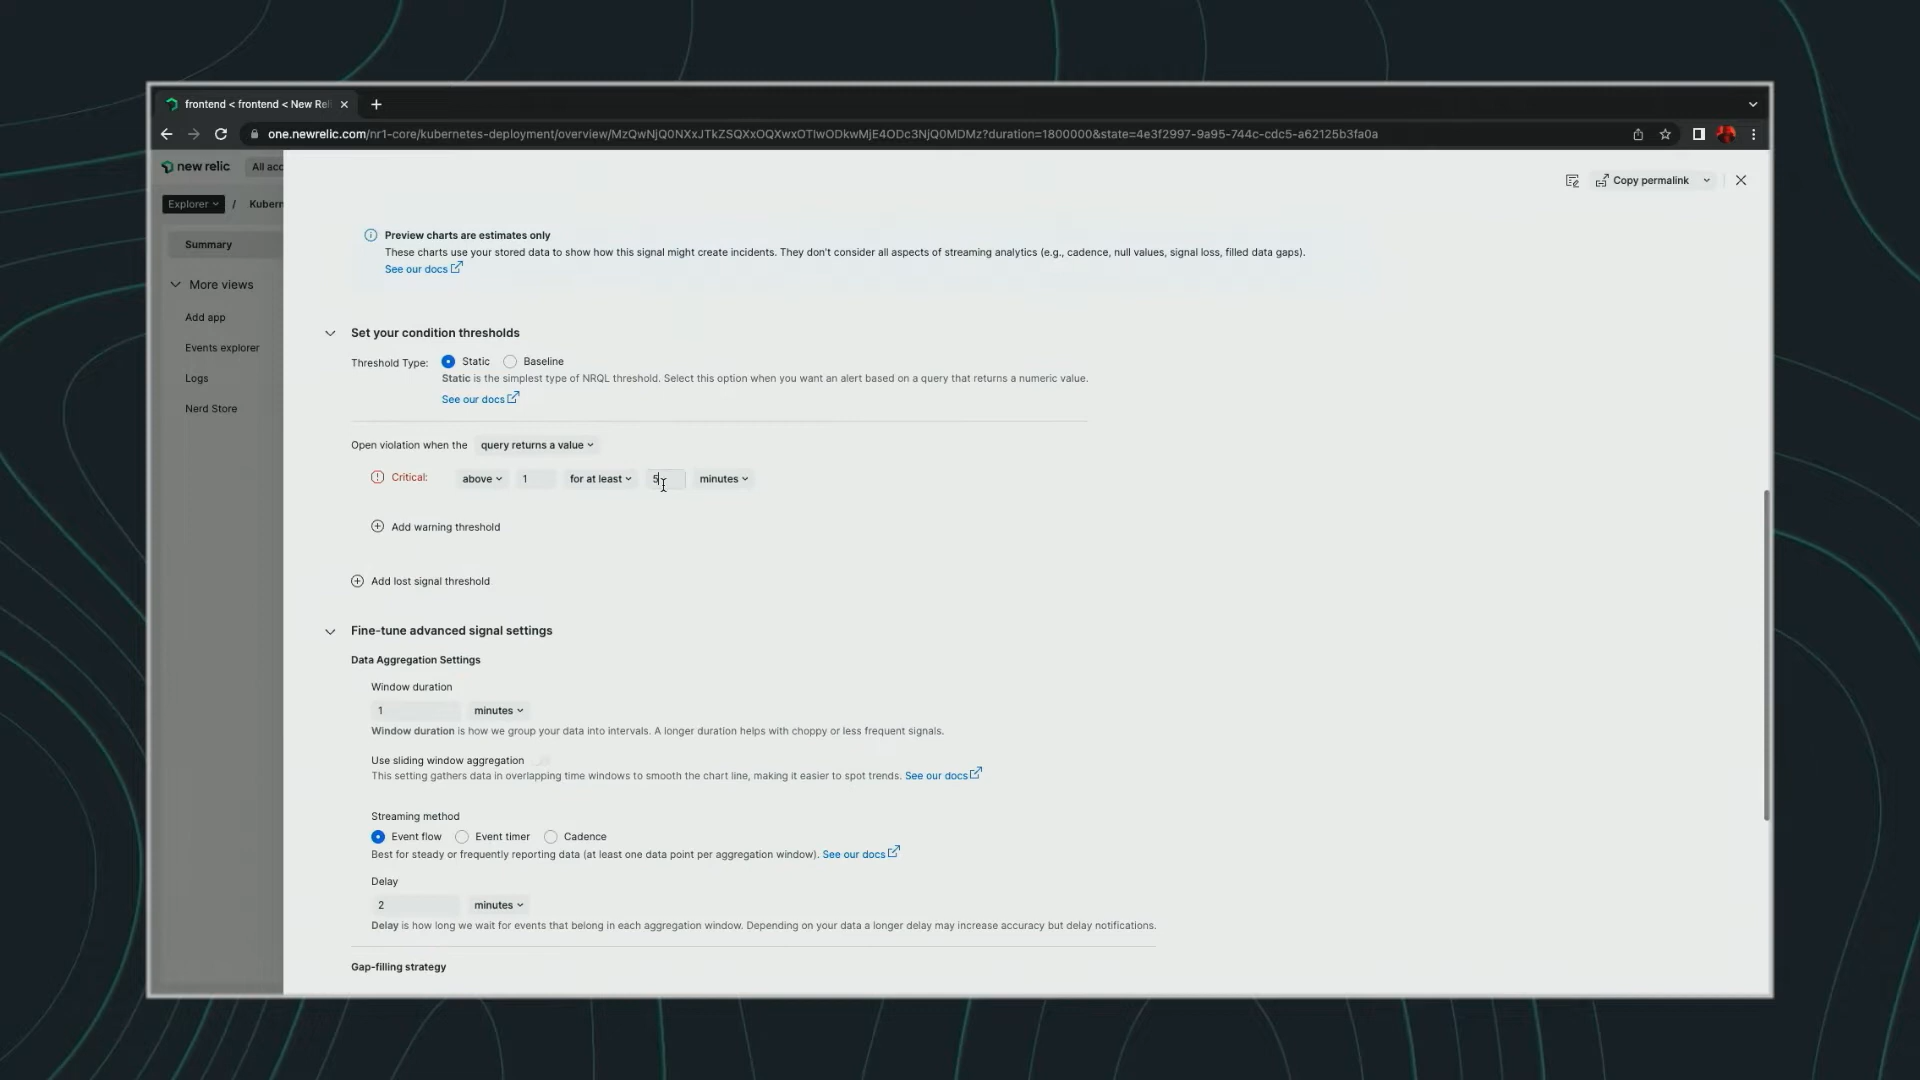 frontend < frontend < New Reli
one.newrelic.com/nr1-core/kubernetes-deployment/overview/MzQwNjQ0NXxJTkZSQXxOQXwxOTIwODkwMjE4ODc3NjQ0MDMz?duration=1800000&state=4e3f2997-9a95-744c-cdc5-a62125b3fa0a
new relic All acc
Copy permalink
Explorer / Kubern
Summary
More views
Add app
Events explorer
Logs
Nerd Store
Preview charts are estimates only
These charts use your stored data to show how this signal might create incidents. They don't consider all aspects of streaming analytics (e.g., cadence, null values, signal loss, filled data gaps).
See our docs
Set your condition thresholds
Threshold Type: Static Baseline
Static is the simplest type of NRQL threshold. Select this option when you want an alert based on a query that returns a numeric value.
See our docs
Open violation when the query returns a value
Critical: above 1 for at least 5 minutes
Add warning threshold
Add lost signal threshold
Fine-tune advanced signal settings
Data Aggregation Settings
Window duration
1 minutes
Window duration is how we group your data into intervals. A longer duration helps with choppy or less frequent signals.
Use sliding window aggregation
This setting gathers data in overlapping time windows to smooth the chart line, making it easier to spot trends. See our docs
Streaming method
Event flow Event timer Cadence
Best for steady or frequently reporting data (at least one data point per aggregation window). See our docs
Delay
2 minutes
Delay is how long we wait for events that belong in each aggregation window. Depending on your data a longer delay may increase accuracy but delay notifications.
Gap-filling strategy